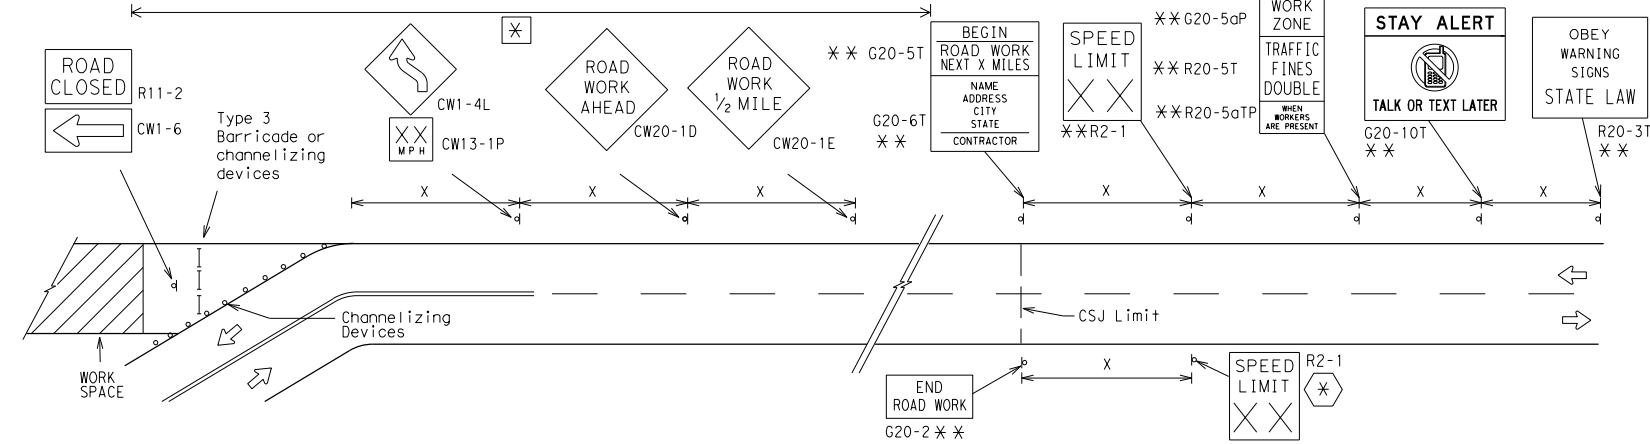 ROAD
CLOSED
R11-2
CW1-6
Type 3
Barricade or
channelizing
devices
CW1-4L
XX
MPH
CW13-1P
*
ROAD
WORK
AHEAD
CW20-1D
ROAD
WORK
1/2 MILE
CW20-1E
** G20-5T
BEGIN
ROAD WORK
NEXT X MILES
NAME
ADDRESS
CITY
STATE
CONTRACTOR
G20-6T
**
SPEED
LIMIT
XX
**R2-1
**G20-5aP
WORK
ZONE
**R20-5T
TRAFFIC
FINES
DOUBLE
**R20-5aTP
WHEN
WORKERS
ARE PRESENT
STAY ALERT
TALK OR TEXT LATER
G20-10T
**
OBEY
WARNING
SIGNS
STATE LAW
R20-3T
**
X X X X X X X
Channelizing
Devices
WORK
SPACE
CSJ Limit
X
END
ROAD WORK
G20-2 **
SPEED
LIMIT
XX
R2-1
*